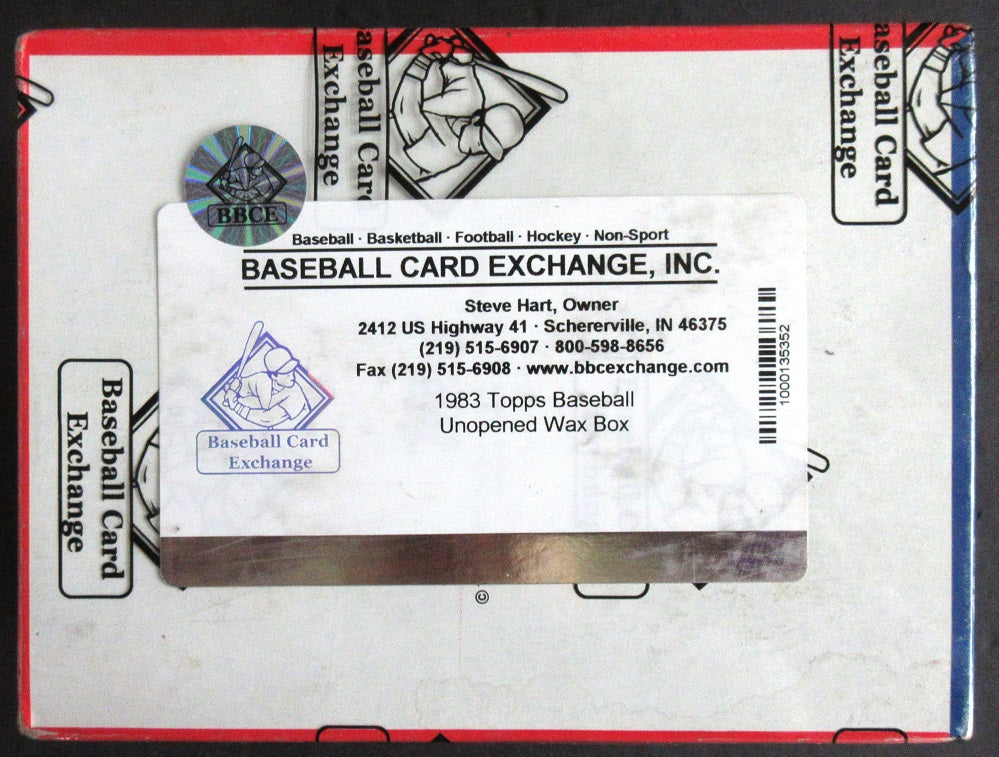 aseball Card
Exchange
aseball Card
Exchange
BBCE
Baseball · Basketball · Football · Hockey · Non-Sport
BASEBALL CARD EXCHANGE, INC.
Steve Hart, Owner
2412 US Highway 41 · Schererville, IN 46375
(219) 515-6907 · 800-598-8656
Fax (219) 515-6908 · www.bbcexchange.com
1983 Topps Baseball
Unopened Wax Box
1000135352
Baseball Card
Exchange
Baseball Card
Exchange
©